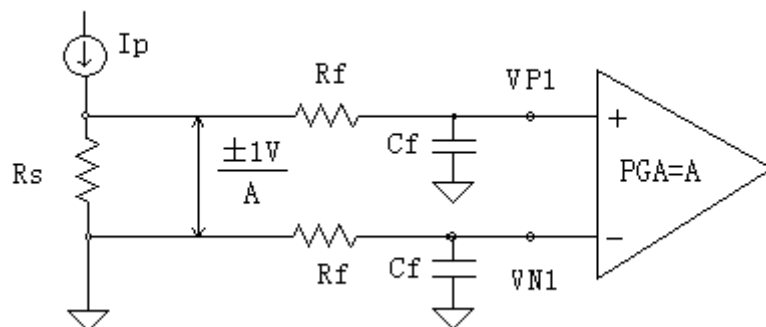 Ip
Rf
VP1
+
Cf
±1V
A
Rs
PGA=A
−
Rf
Cf
VN1